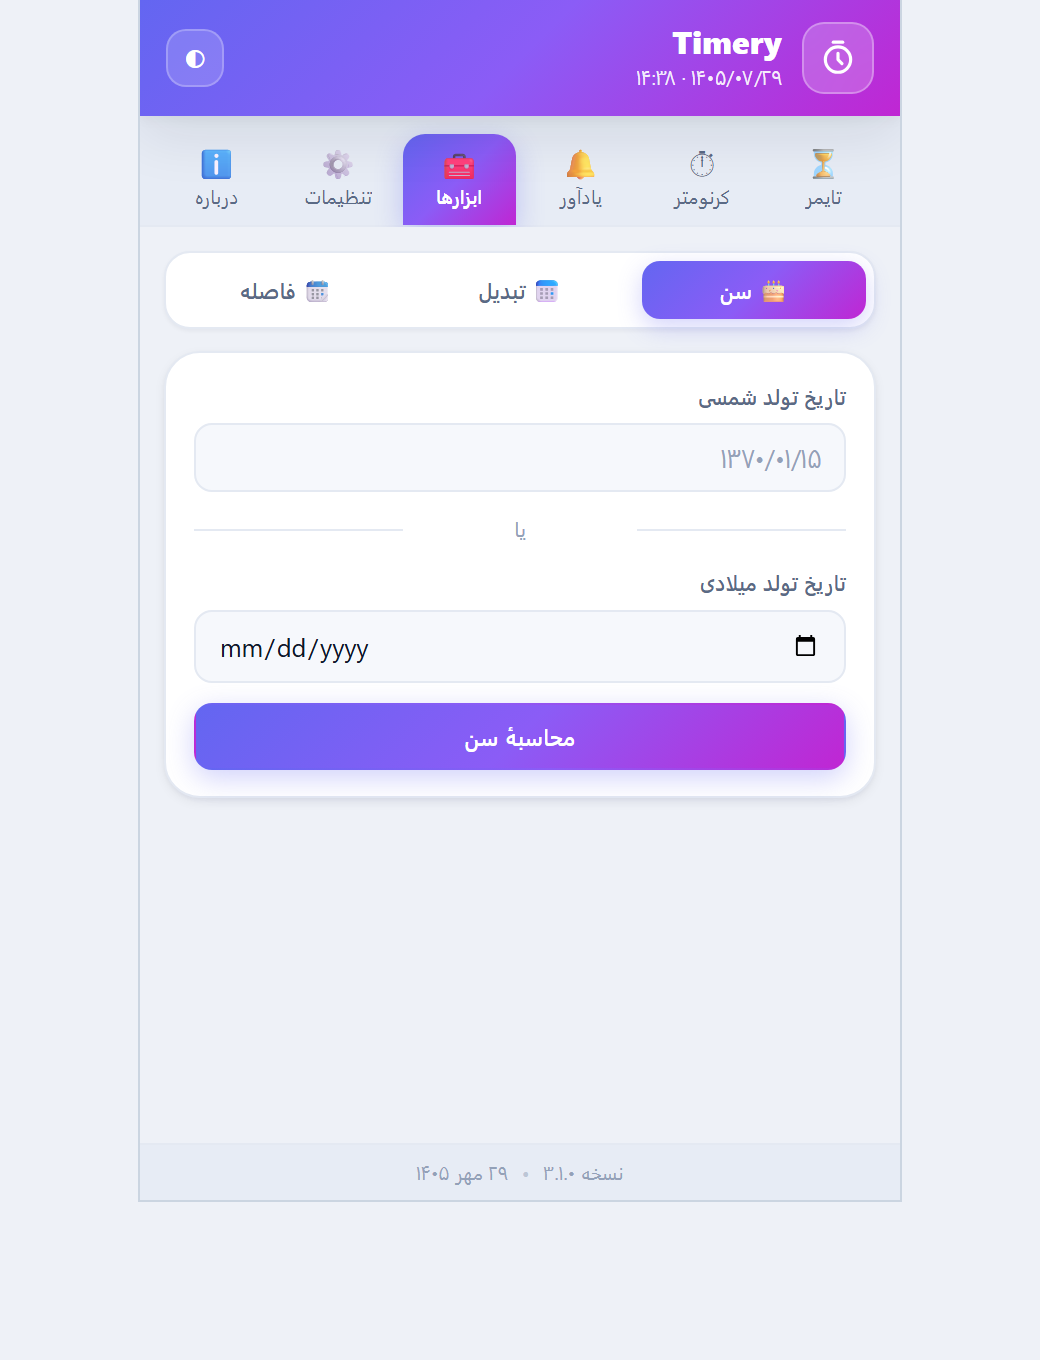 Timery
۱۴۰۵/۰۷/۲۹ · ۱۴:۳۸
تایمر
کرنومتر
یادآور
ابزارها
تنظیمات
درباره
سن
تبدیل
فاصله
تاریخ تولد شمسی
۱۳۷۰/۰۱/۱۵
یا
تاریخ تولد میلادی
mm/dd/yyyy
محاسبهٔ سن
نسخه ۳.۱.۰ • ۲۹ مهر ۱۴۰۵